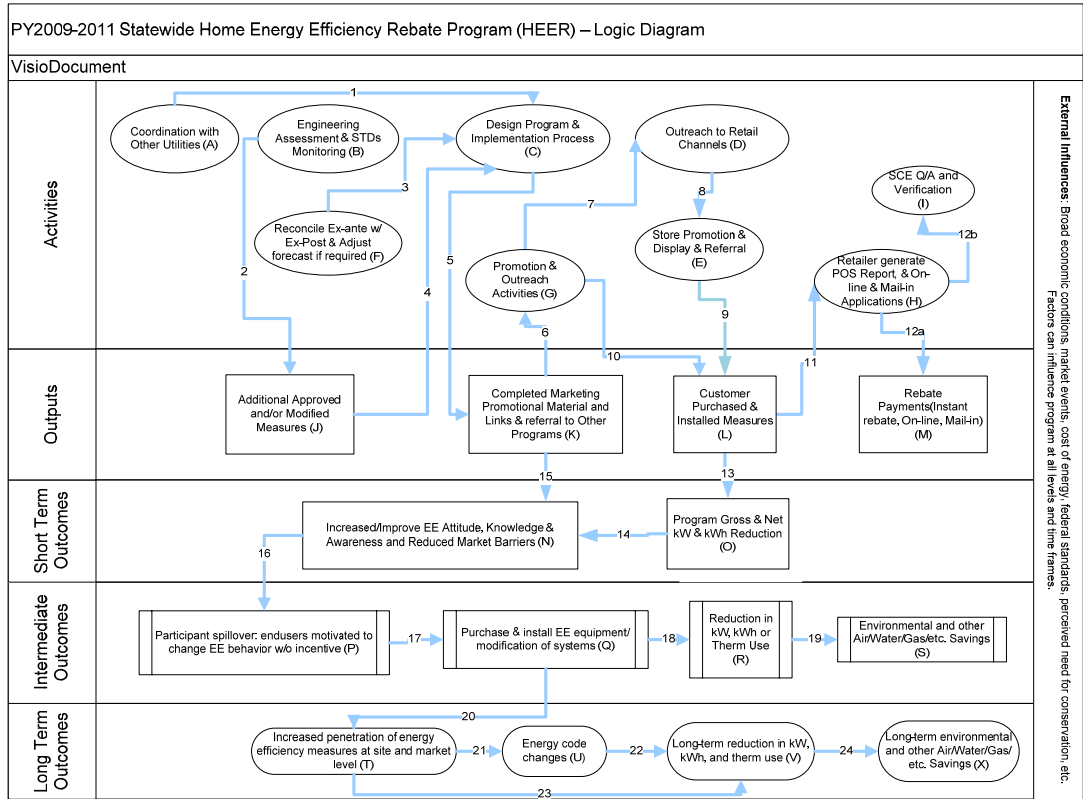 PY2009-2011 Statewide Home Energy Efficiency Rebate Program (HEER) – Logic Diagram
VisioDocument
Activities
1
Coordination with
Other Utilities (A)
Engineering
Assessment & STDs
Monitoring (B)
Design Program &
Implementation Process
(C)
Outreach to Retail
Channels (D)
SCE Q/A and
Verification
(I)
3
7
8
Reconcile Ex-ante w/
Ex-Post & Adjust
forecast if required (F)
Store Promotion &
Display & Referral
(E)
12b
2
5
4
Promotion &
Outreach
Activities (G)
Retailer generate
POS Report, & On-
line & Mail-in
Applications (H)
9
6
12a
10
11
Outputs
Additional Approved
and/or Modified
Measures (J)
Completed Marketing
Promotional Material and
Links & referral to Other
Programs (K)
Customer
Purchased &
Installed Measures
(L)
Rebate
Payments(Instant
rebate, On-line, Mail-in)
(M)
15
13
Short Term
Outcomes
Increased/Improve EE Attitude, Knowledge &
Awareness and Reduced Market Barriers (N)
14
Program Gross & Net
kW & kWh Reduction
(O)
16
Intermediate
Outcomes
Participant spillover: endusers motivated to
change EE behavior w/o incentive (P)
17
Purchase & install EE equipment/
modification of systems (Q)
18
Reduction in
kW, kWh or
Therm Use
(R)
19
Environmental and other
Air/Water/Gas/etc. Savings
(S)
20
Long Term
Outcomes
Increased penetration of energy
efficiency measures at site and market
level (T)
21
Energy code
changes (U)
22
Long-term reduction in kW,
kWh, and therm use (V)
24
Long-term environmental
and other Air/Water/Gas/
etc. Savings (X)
23
External Influences: Broad economic conditions, market events, cost of energy, federal standards, perceived need for conservation, etc.
Factors can influence program at all levels and time frames.